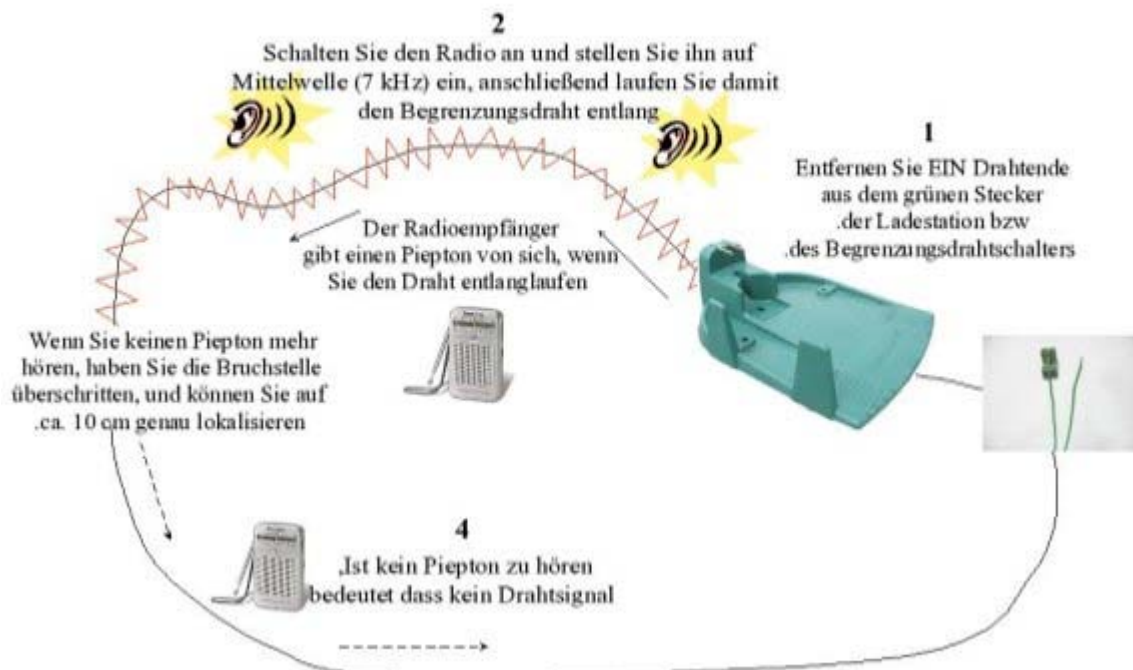 2
Schalten Sie den Radio an und stellen Sie ihn auf
Mittelwelle (7 kHz) ein, anschließend laufen Sie damit
den Begrenzungsdraht entlang
1
Entfernen Sie EIN Drahtende
aus dem grünen Stecker
.der Ladestation bzw
.des Begrenzungsdrahtschalters
Der Radioempfänger
gibt einen Piepton von sich, wenn
Sie den Draht entlanglaufen
Wenn Sie keinen Piepton mehr
hören, haben Sie die Bruchstelle
überschritten, und können Sie auf
.ca. 10 cm genau lokalisieren
4
,Ist kein Piepton zu hören
bedeutet dass kein Drahtsignal